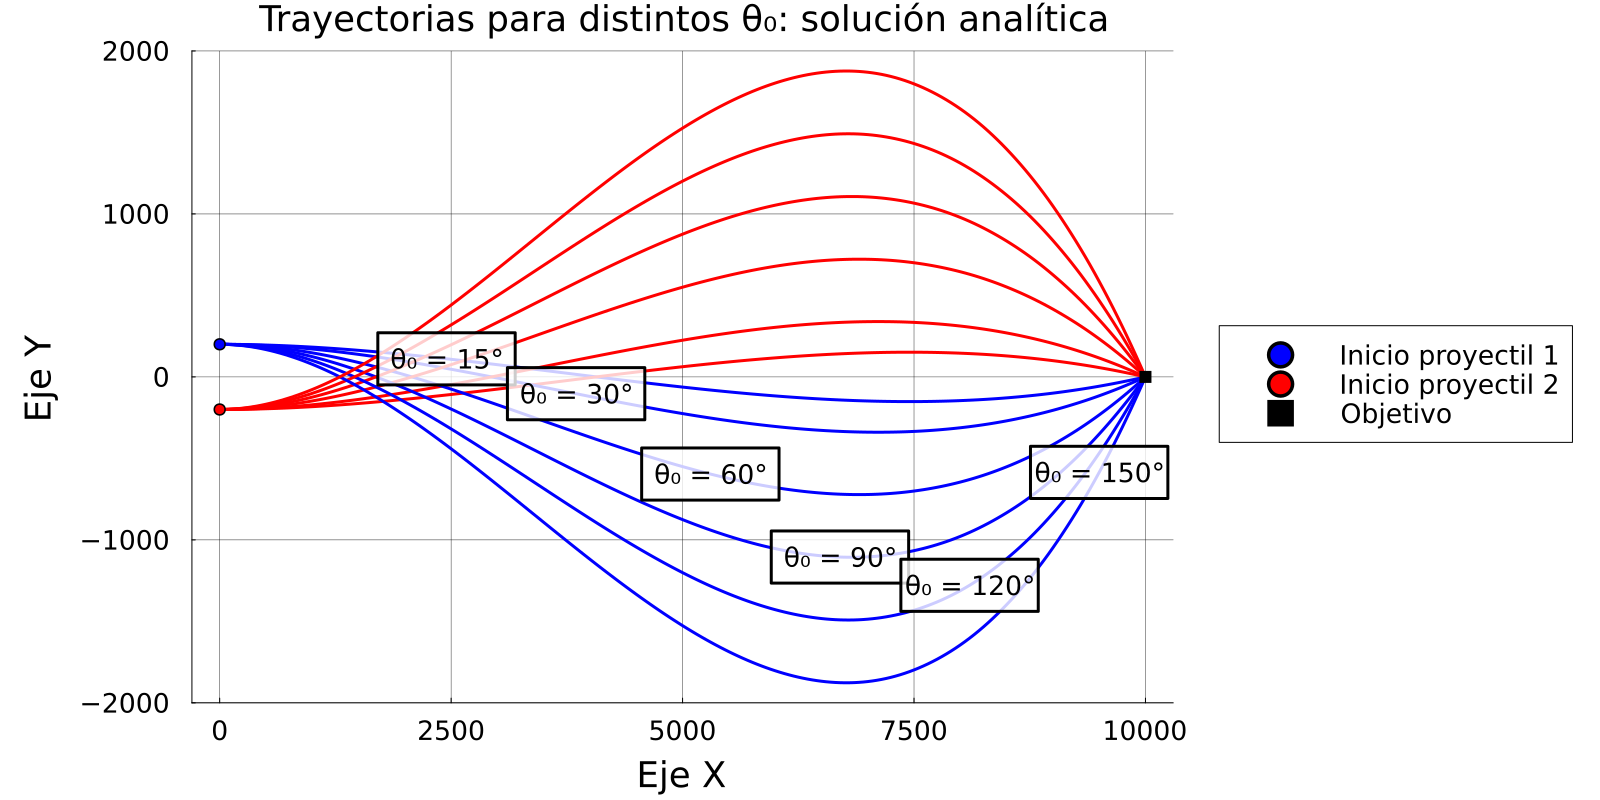 Trayectorias para distintos θ₀: solución analítica
Eje Y
2000
1000
0
−1000
−2000
θ₀ = 15°
θ₀ = 30°
θ₀ = 60°
θ₀ = 150°
θ₀ = 90°
θ₀ = 120°
0
2500
5000
7500
10000
Eje X
Inicio proyectil 1
Inicio proyectil 2
Objetivo